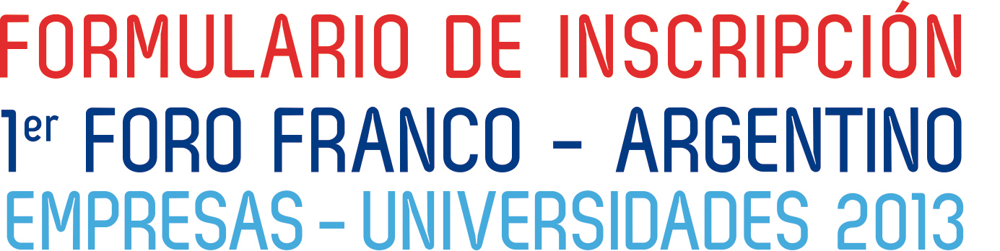 FORMULARIO DE INSCRIPCIÓN
1er FORO FRANCO – ARGENTINO
EMPRESAS – UNIVERSIDADES 2013